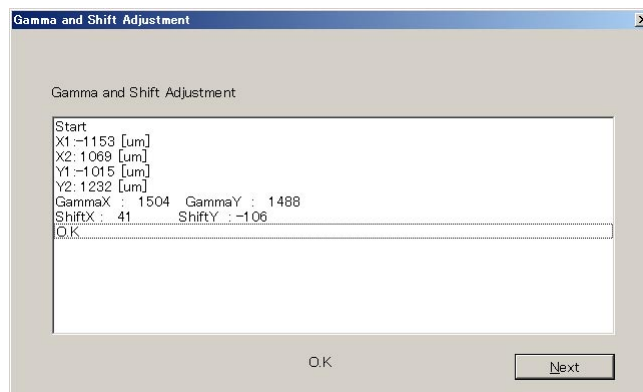 Gamma and Shift Adjustment
Gamma and Shift Adjustment
Start
X1:-1153 [um]
X2: 1069 [um]
Y1:-1015 [um]
Y2: 1232 [um]
GammaX : 1504 GammaY : 1488
ShiftX : 41 ShiftY : -106
O.K
O.K
Next